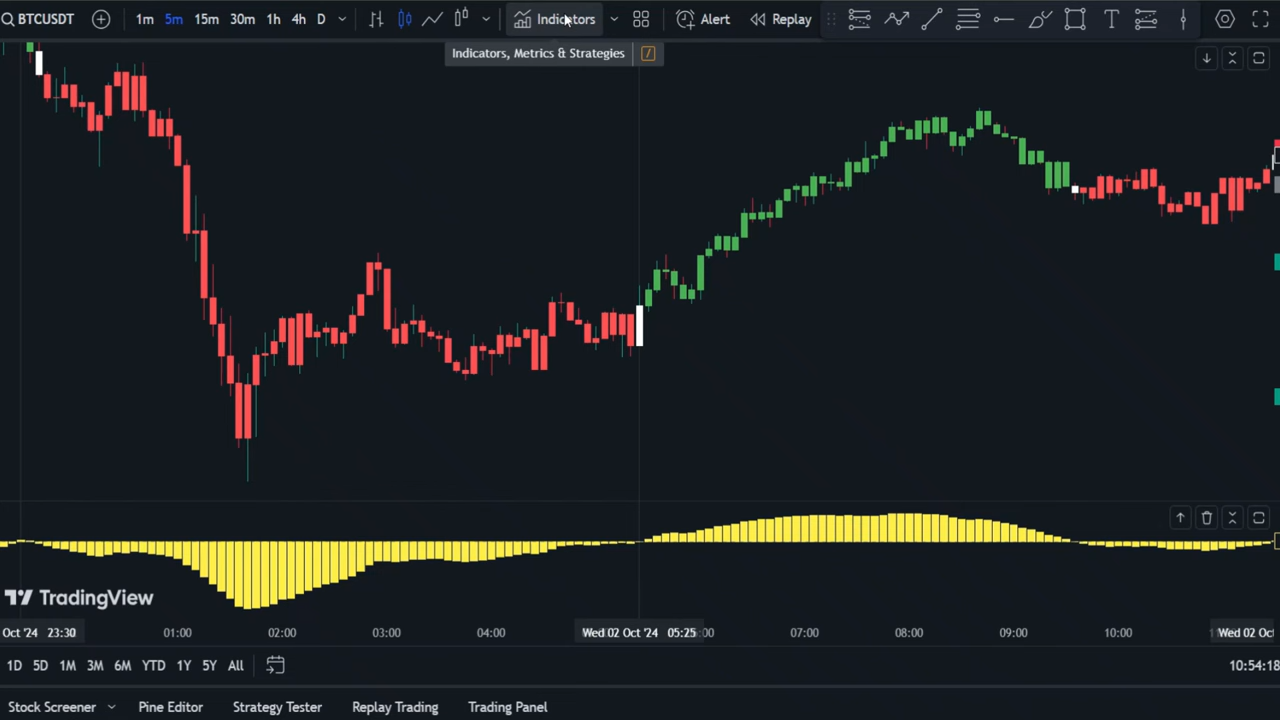 BTCUSDT 1m 5m 15m 30m 1h 4h D Indicators Alert Replay T
Indicators, Metrics & Strategies /
TradingView
Oct '24 23:30 01:00 02:00 03:00 04:00 Wed 02 Oct '24 05:25 :00 07:00 08:00 09:00 10:00 Wed 02 Oct
1D 5D 1M 3M 6M YTD 1Y 5Y All 10:54:18
Stock Screener Pine Editor Strategy Tester Replay Trading Trading Panel